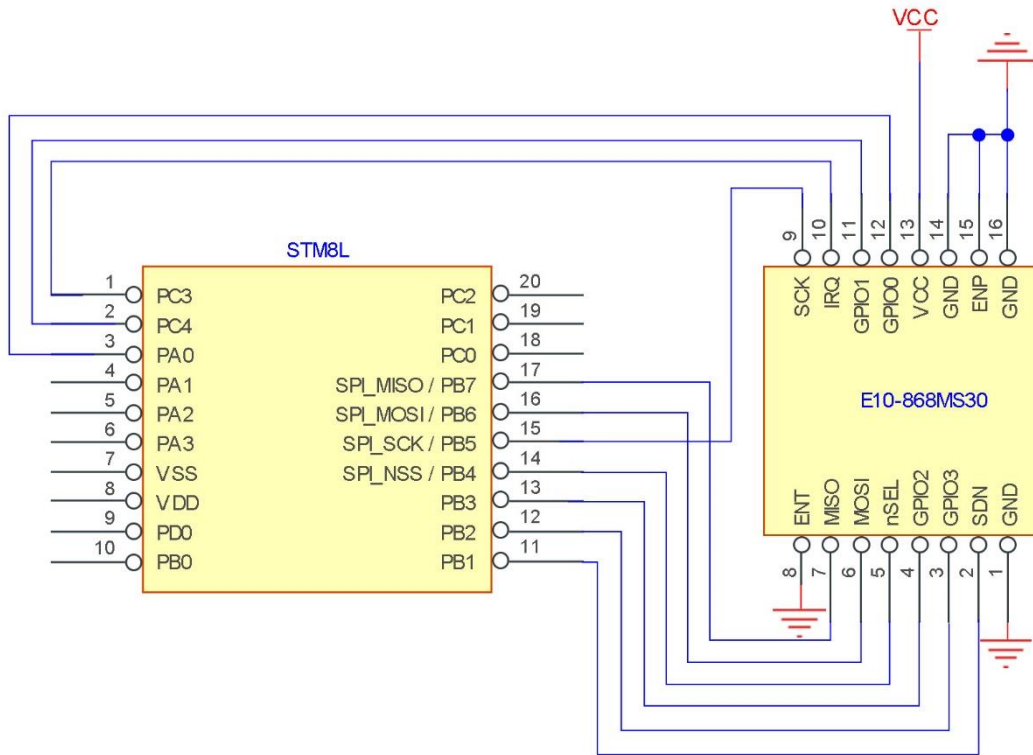 VCC
9 10 11 12 13 14 15 16
SCK IRQ GPIO1 GPIO0 VCC GND ENP GND
E10-868MS30
ENT MISO MOSI nSEL GPIO2 GPIO3 SDN GND
8 7 6 5 4 3 2 1
STM8L
1 PC3 PC2 20
2 PC4 PC1 19
3 PA0 PC0 18
4 PA1 SPI_MISO / PB7 17
5 PA2 SPI_MOSI / PB6 16
6 PA3 SPI_SCK / PB5 15
7 VSS SPI_NSS / PB4 14
8 VDD PB3 13
9 PD0 PB2 12
10 PB0 PB1 11